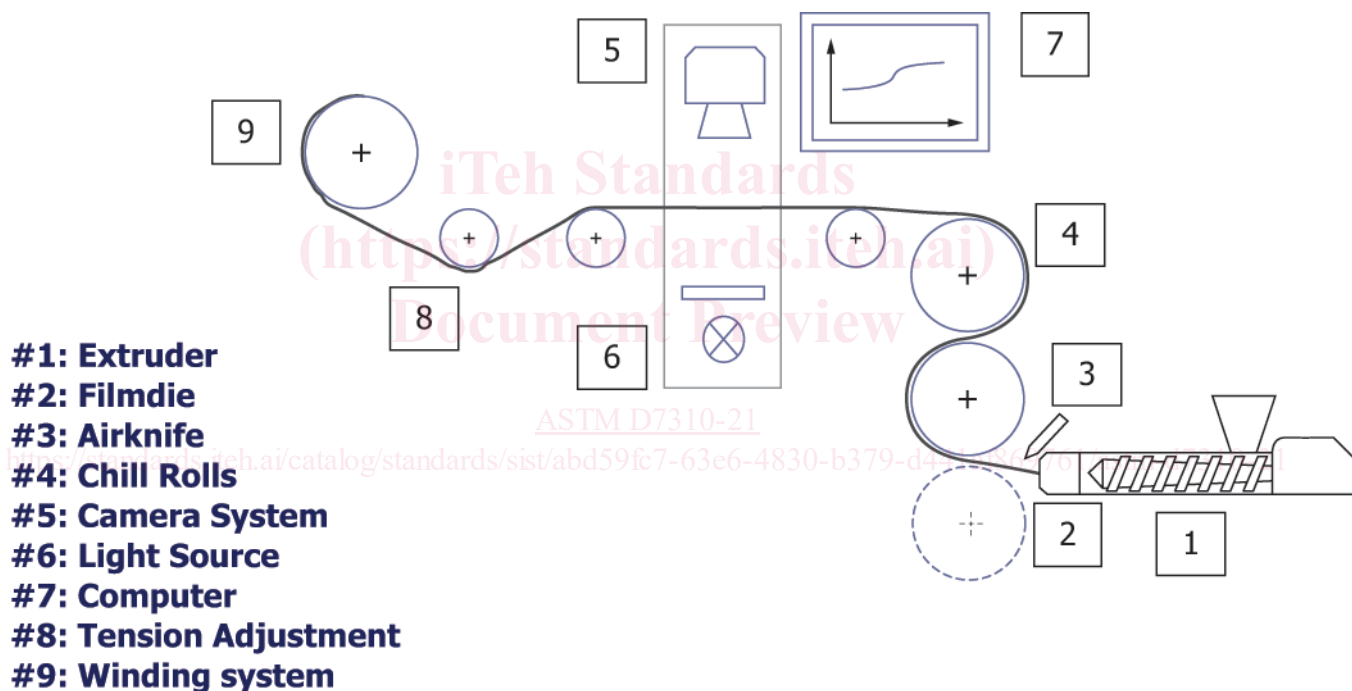 5
7
9
iTeh Standards
4
(https://standards.iteh.ai)
8
Document Preview
6
#1: Extruder
#2: Filmdie
3
ASTM D7310-21
#3: Airknife
#4: Chill Rolls
#5: Camera System
2
1
#6: Light Source
#7: Computer
#8: Tension Adjustment
#9: Winding system